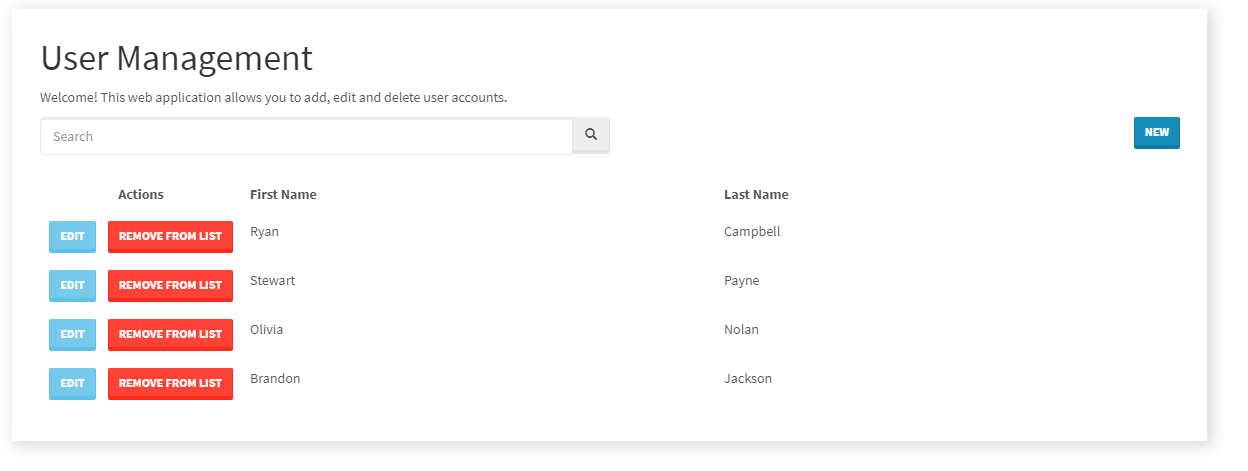 User Management
Welcome! This web application allows you to add, edit and delete user accounts.
Search
NEW
Actions First Name Last Name
EDIT REMOVE FROM LIST Ryan Campbell
EDIT REMOVE FROM LIST Stewart Payne
EDIT REMOVE FROM LIST Olivia Nolan
EDIT REMOVE FROM LIST Brandon Jackson